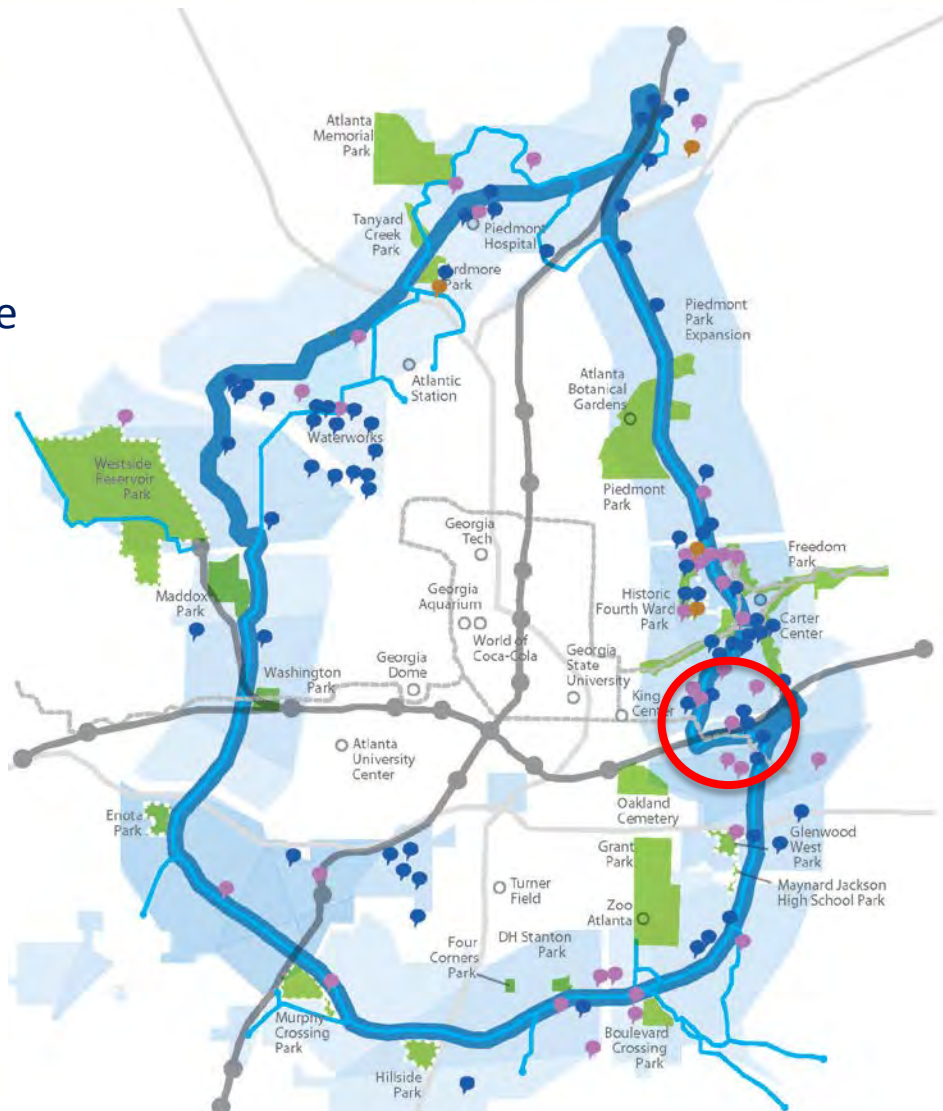 Atlanta
Memorial
Park
Tanyard
Creek
Park
Piedmont
Hospital
Ardmore
Park
e
Piedmont
Park
Expansion
Atlantic
Station
Atlanta
Botanical
Gardens
Waterworks
Westside
Reservoir
Park
Piedmont
Park
Georgia
Tech
Freedom
Park
Maddox
Park
Georgia
Aquarium
Historic
Fourth Ward
Park
World of
Coca-Cola
Carter
Center
Georgia
State
University
Georgia
Dome
Washington
Park
King
Center
Atlanta
University
Center
Oakland
Cemetery
Enota
Park
Glenwood
West
Park
Grant
Park
Maynard Jackson
High School Park
Turner
Field
Zoo
Atlanta
DH Stanton
Park
Four
Corners
Park
Murphy
Crossing
Park
Boulevard
Crossing
Park
Hillside
Park